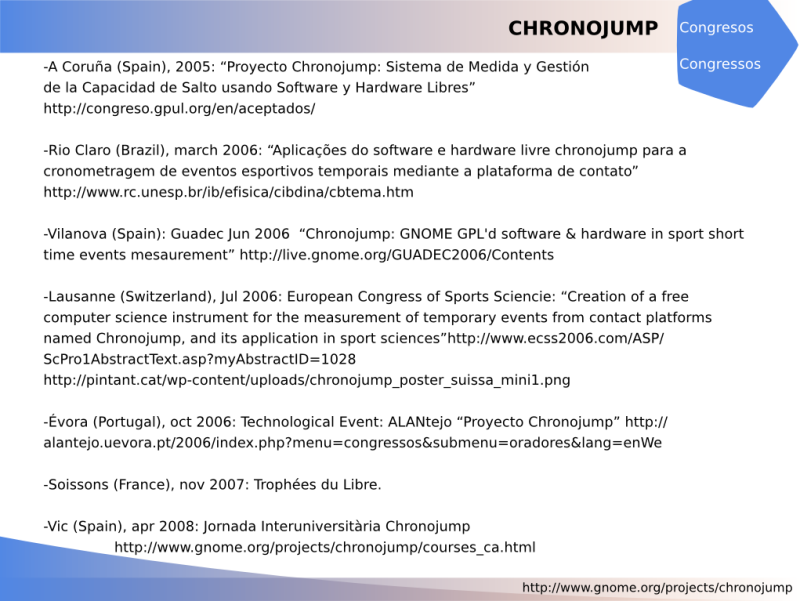 CHRONOJUMP
Congresos
Congressos
-A Coruña (Spain), 2005: “Proyecto Chronojump: Sistema de Medida y Gestión
de la Capacidad de Salto usando Software y Hardware Libres”
http://congreso.gpul.org/en/aceptados/
-Rio Claro (Brazil), march 2006: “Aplicações do software e hardware livre chronojump para a
cronometragem de eventos esportivos temporais mediante a plataforma de contato”
http://www.rc.unesp.br/ib/efisica/cibdina/cbtema.htm
-Vilanova (Spain): Guadec Jun 2006  “Chronojump: GNOME GPL'd software & hardware in sport short
time events mesaurement” http://live.gnome.org/GUADEC2006/Contents
-Lausanne (Switzerland), Jul 2006: European Congress of Sports Sciencie: “Creation of a free
computer science instrument for the measurement of temporary events from contact platforms
named Chronojump, and its application in sport sciences”http://www.ecss2006.com/ASP/
ScPro1AbstractText.asp?myAbstractID=1028
http://pintant.cat/wp-content/uploads/chronojump_poster_suissa_mini1.png
-Évora (Portugal), oct 2006: Technological Event: ALANtejo “Proyecto Chronojump” http://
alantejo.uevora.pt/2006/index.php?menu=congressos&submenu=oradores&lang=enWe
-Soissons (France), nov 2007: Trophées du Libre.
-Vic (Spain), apr 2008: Jornada Interuniversitària Chronojump
http://www.gnome.org/projects/chronojump/courses_ca.html
http://www.gnome.org/projects/chronojump